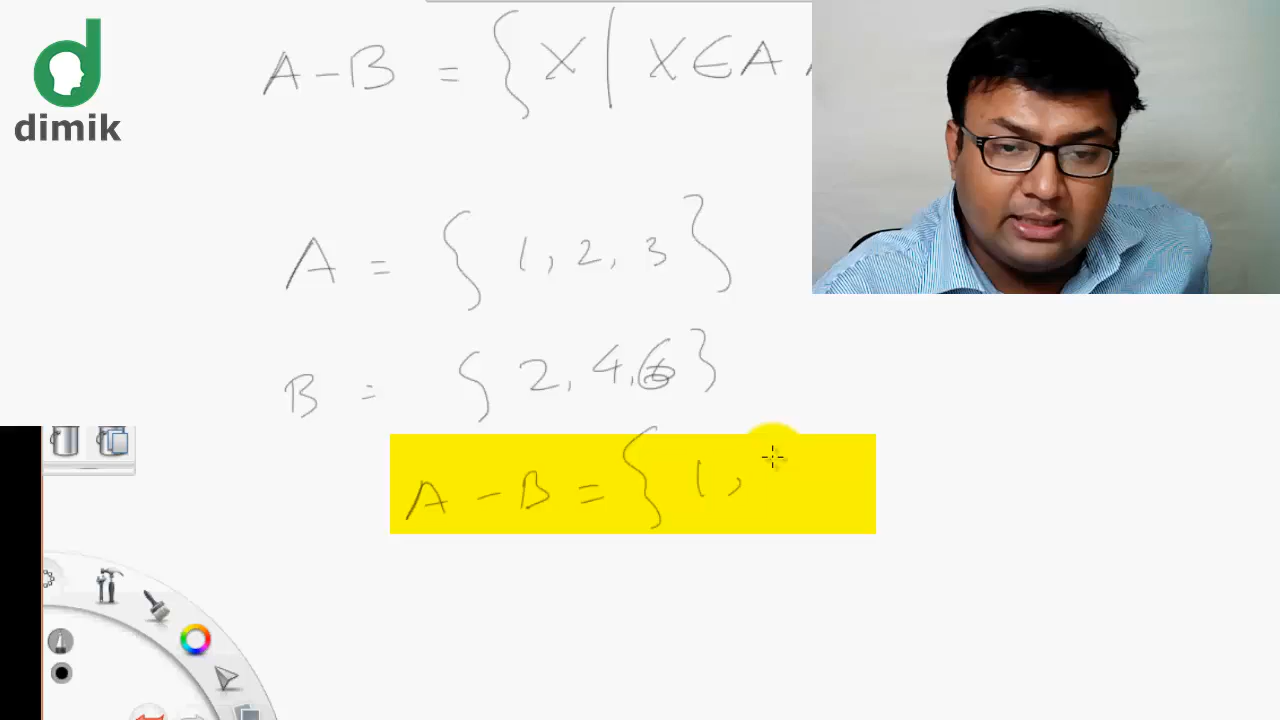 dimik
A - B = { X | X ∈ A
A = { 1, 2, 3 }
B = { 2, 4, 6 }
A - B = { 1,